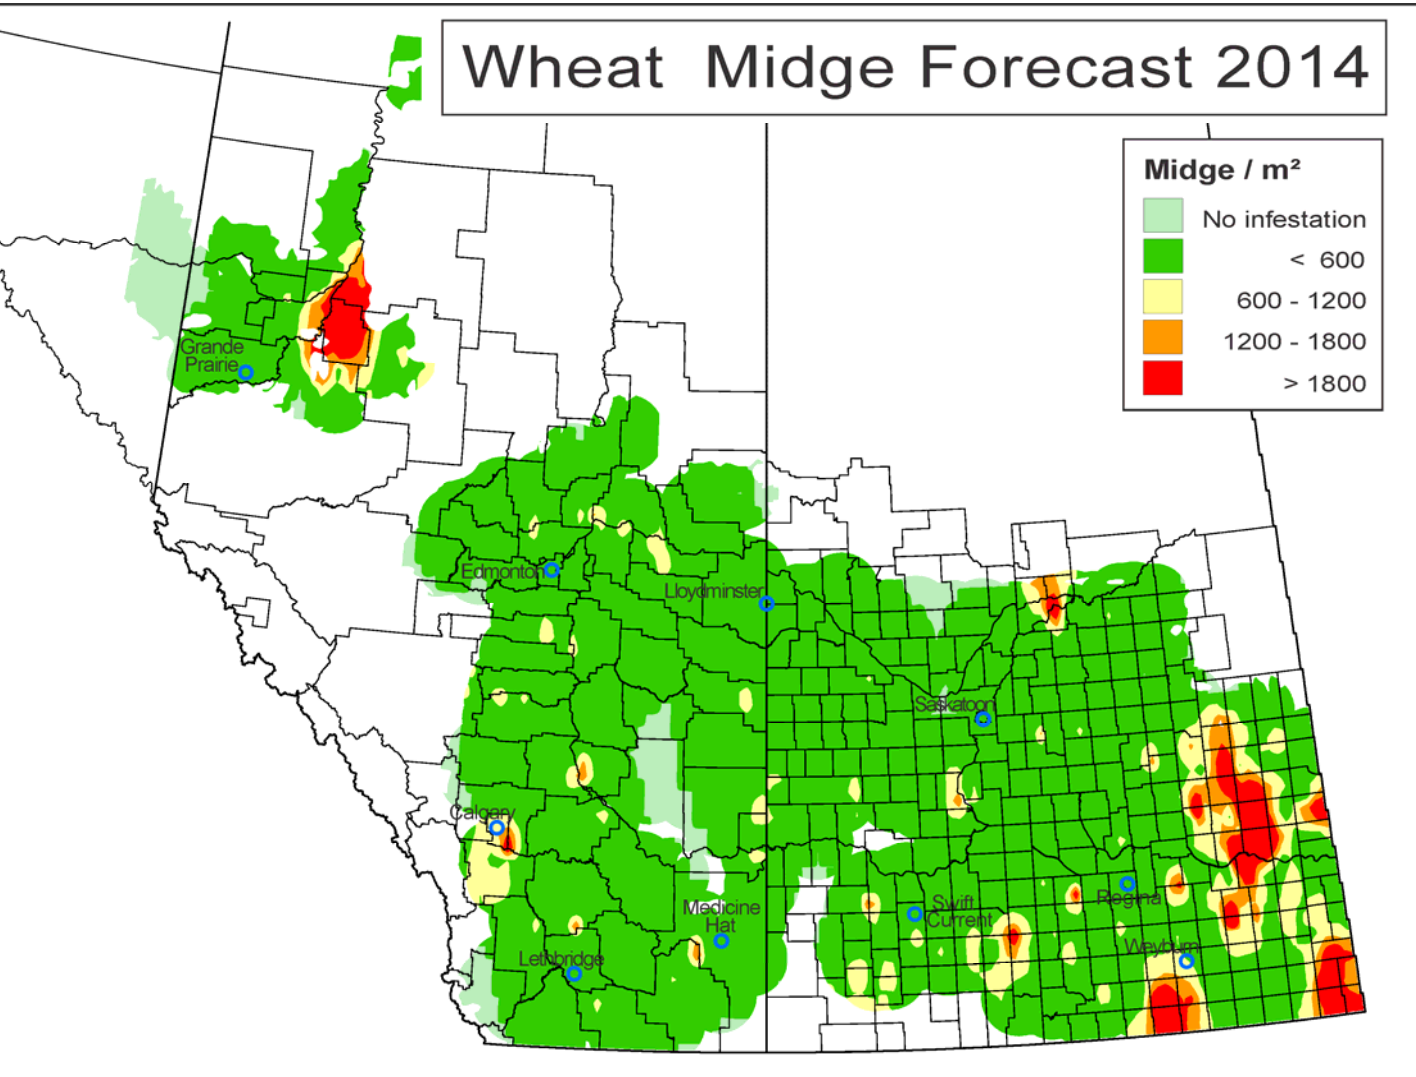 Wheat Midge Forecast 2014
Midge / m²
No infestation
< 600
600 - 1200
1200 - 1800
> 1800
Grande
Prairie
Edmonton
Lloydminster
Saskatoon
Calgary
Medicine
Hat
Swift
Current
Regina
Weyburn
Lethbridge